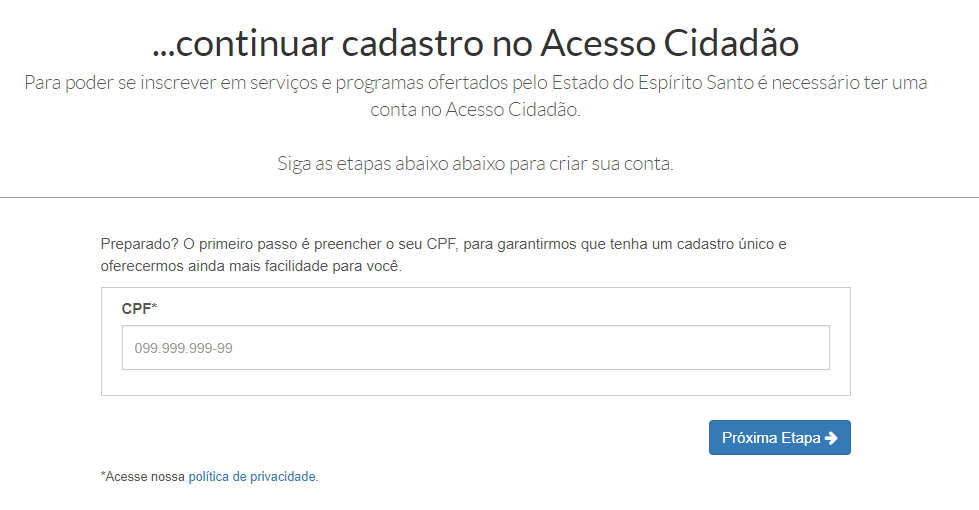 ...continuar cadastro no Acesso Cidadão
Para poder se inscrever em serviços e programas ofertados pelo Estado do Espírito Santo é necessário ter uma
conta no Acesso Cidadão.
Siga as etapas abaixo abaixo para criar sua conta.
Preparado? O primeiro passo é preencher o seu CPF, para garantirmos que tenha um cadastro único e
oferecermos ainda mais facilidade para você.
CPF*
099.999.999-99
Próxima Etapa
*Acesse nossa política de privacidade.